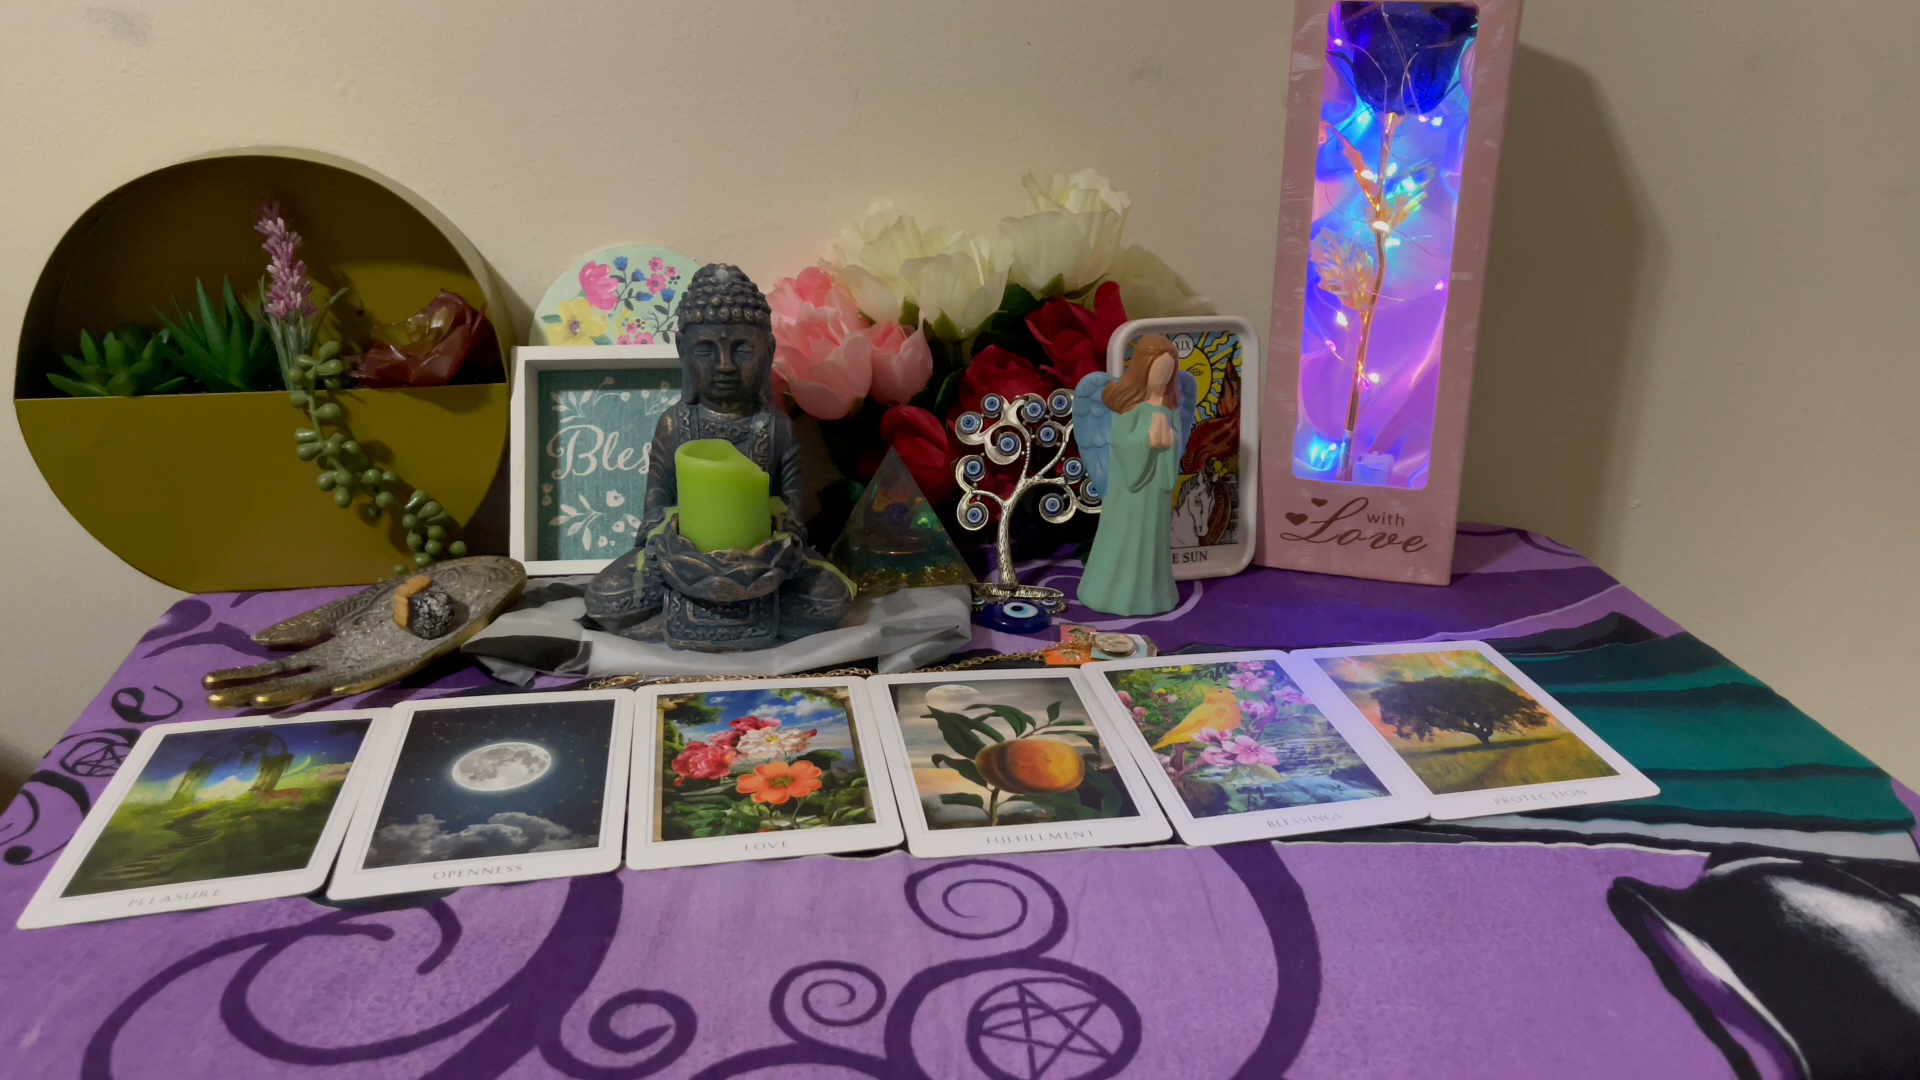 Bles
XIX
E SUN
with
Love
PLEASURE
OPENNESS
LOVE
FULFILLMENT
BLESSINGS
PROTECTION